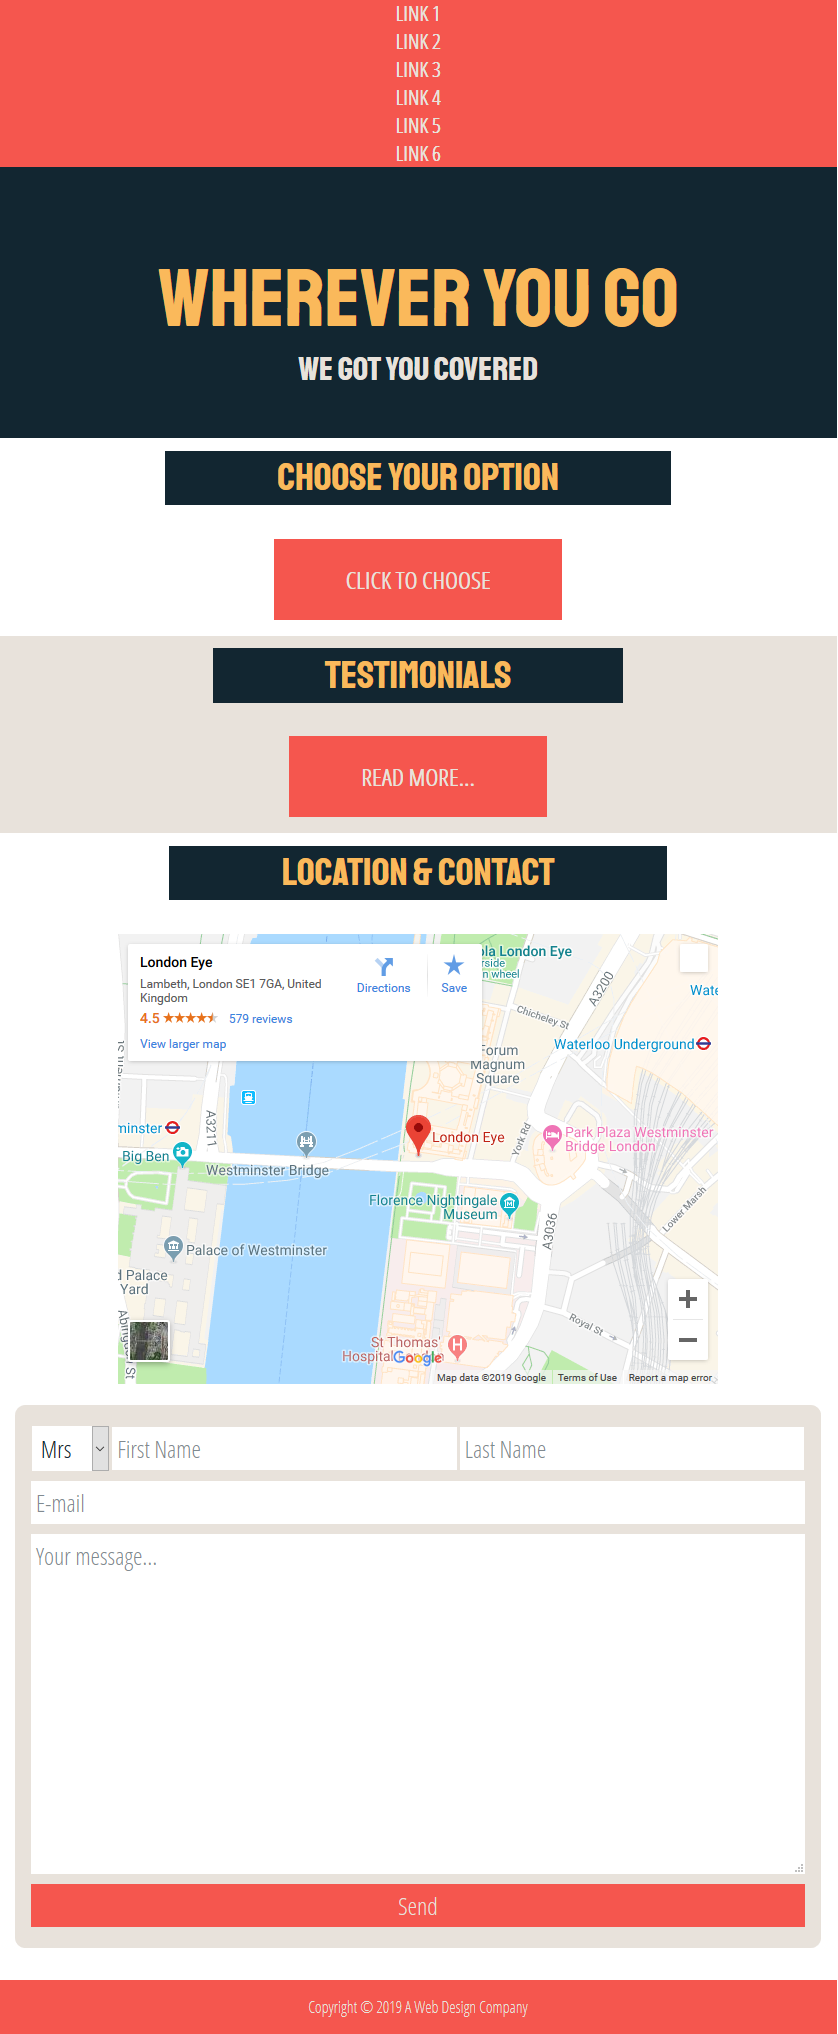 LINK 1
LINK 2
LINK 3
LINK 4
LINK 5
LINK 6
WHEREVER YOU GO
WE GOT YOU COVERED
CHOOSE YOUR OPTION
CLICK TO CHOOSE
TESTIMONIALS
READ MORE...
LOCATION & CONTACT
London Eye
Lambeth, London SE1 7GA, United
Kingdom
4.5
579 reviews
View larger map
Directions
Save
ola London Eye
rside
n wheel
Wate
A3200
Chicheley St
Waterloo Underground
Forum
Magnum
Square
A3211
minster
Big Ben
Westminster Bridge
London Eye
York Rd
Park Plaza Westminster
Bridge London
Florence Nightingale
Museum
Lower Marsh
A3036
Palace of Westminster
d Palace
Yard
Royal St
St Thomas'
Hospital
Google
Map data ©2019 Google
Terms of Use
Report a map error
Mrs
First Name
Last Name
E-mail
Your message...
Send
Copyright © 2019 A Web Design Company